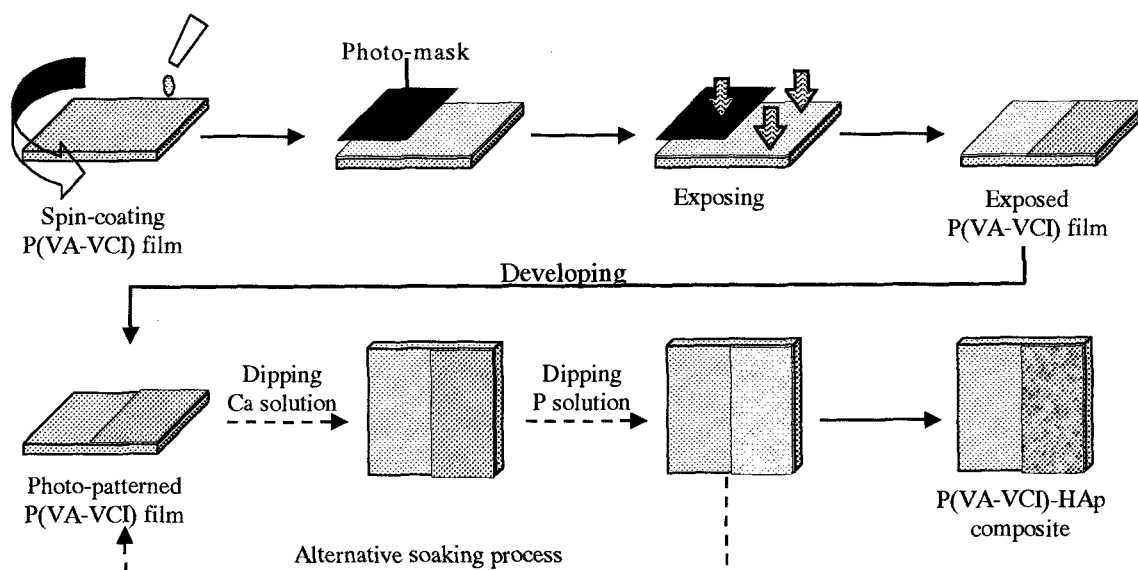 Photo-mask
Spin-coating
P(VA-VCI) film
Exposing
Exposed
P(VA-VCI) film
Developing
Dipping
Ca solution
Dipping
P solution
Photo-patterned
P(VA-VCI) film
P(VA-VCI)-HAp
composite
Alternative soaking process